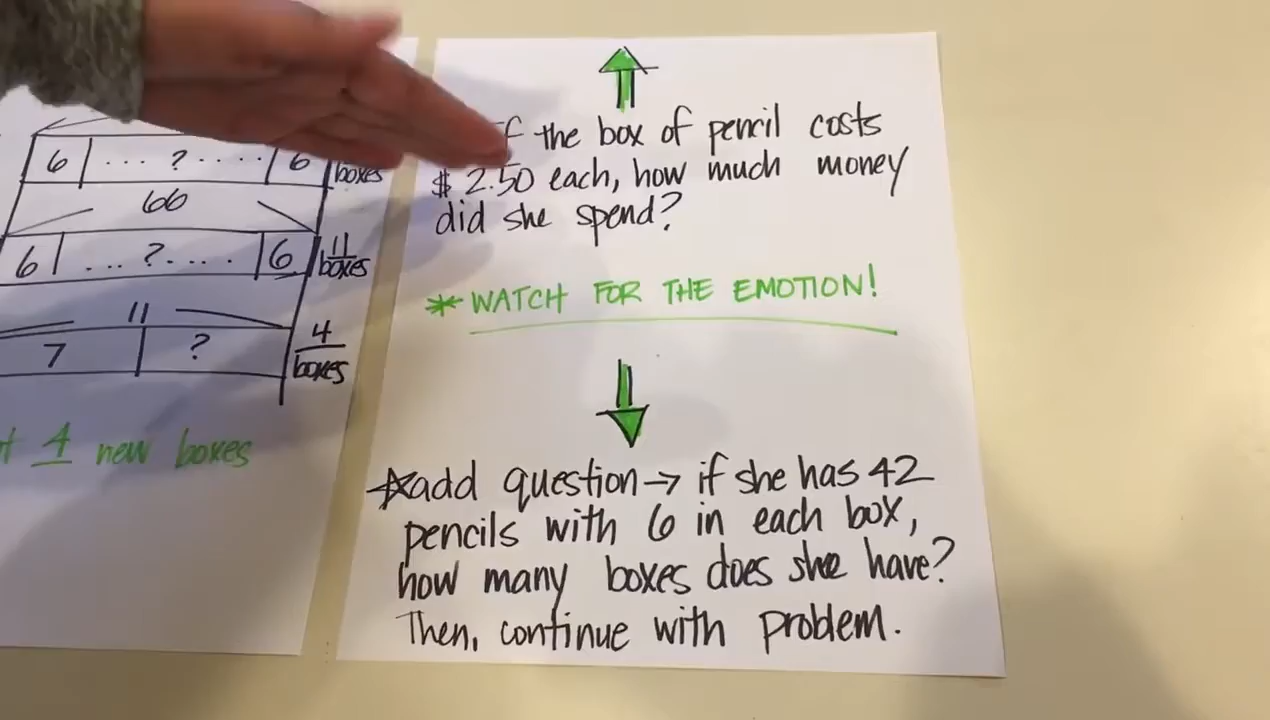 6 ... ? .... 6 boxes
66
6 ... ? .... 6 11 boxes
11
7 ? 4 boxes
4 new boxes
the box of pencil costs
$2.50 each, how much money
did she spend?
* WATCH FOR THE EMOTION!
add question → if she has 42
pencils with 6 in each box,
how many boxes does she have?
Then, continue with problem.